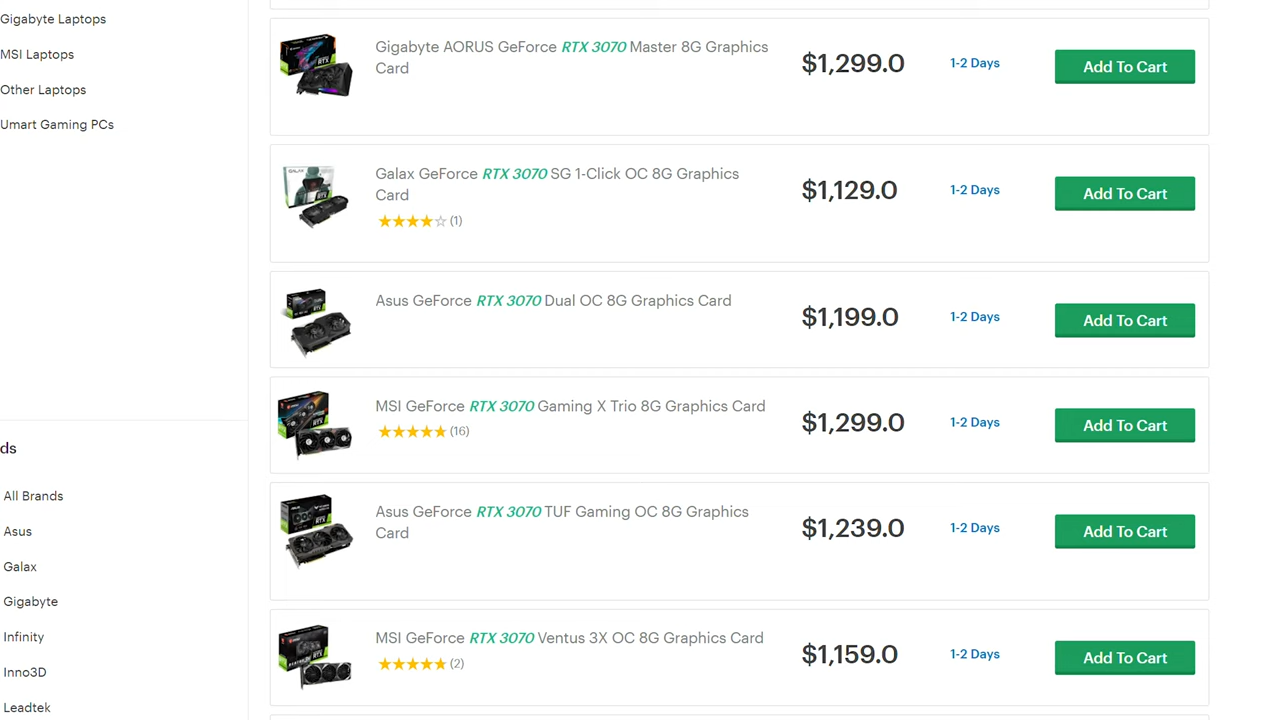 Gigabyte Laptops
MSI Laptops
Other Laptops
Umart Gaming PCs
ds
All Brands
Asus
Galax
Gigabyte
Infinity
Inno3D
Leadtek
Gigabyte AORUS GeForce RTX 3070 Master 8G Graphics
Card
$1,299.0
1-2 Days
Add To Cart
Galax GeForce RTX 3070 SG 1-Click OC 8G Graphics
Card
(1)
$1,129.0
1-2 Days
Add To Cart
Asus GeForce RTX 3070 Dual OC 8G Graphics Card
$1,199.0
1-2 Days
Add To Cart
MSI GeForce RTX 3070 Gaming X Trio 8G Graphics Card
(16)
$1,299.0
1-2 Days
Add To Cart
Asus GeForce RTX 3070 TUF Gaming OC 8G Graphics
Card
$1,239.0
1-2 Days
Add To Cart
MSI GeForce RTX 3070 Ventus 3X OC 8G Graphics Card
(2)
$1,159.0
1-2 Days
Add To Cart